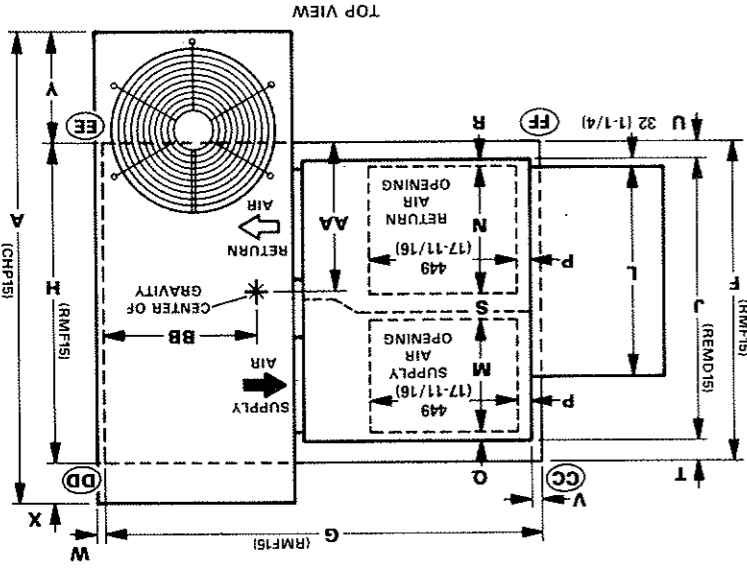 W
(RMF15)
G
V
X
T
CC
Q
DD
P
M
449
(17-11/16)
SUPPLY
AIR
OPENING
SUPPLY
AIR
BB
CENTER OF
GRAVITY
S
F
(RMF15)
J
(REMD15)
L
H
(RMF15)
A
(CHP15)
P
N
449
(17-11/16)
RETURN
AIR
OPENING
AA
RETURN
AIR
U
32 (1-1/4)
FF
R
EE
Y
TOP VIEW